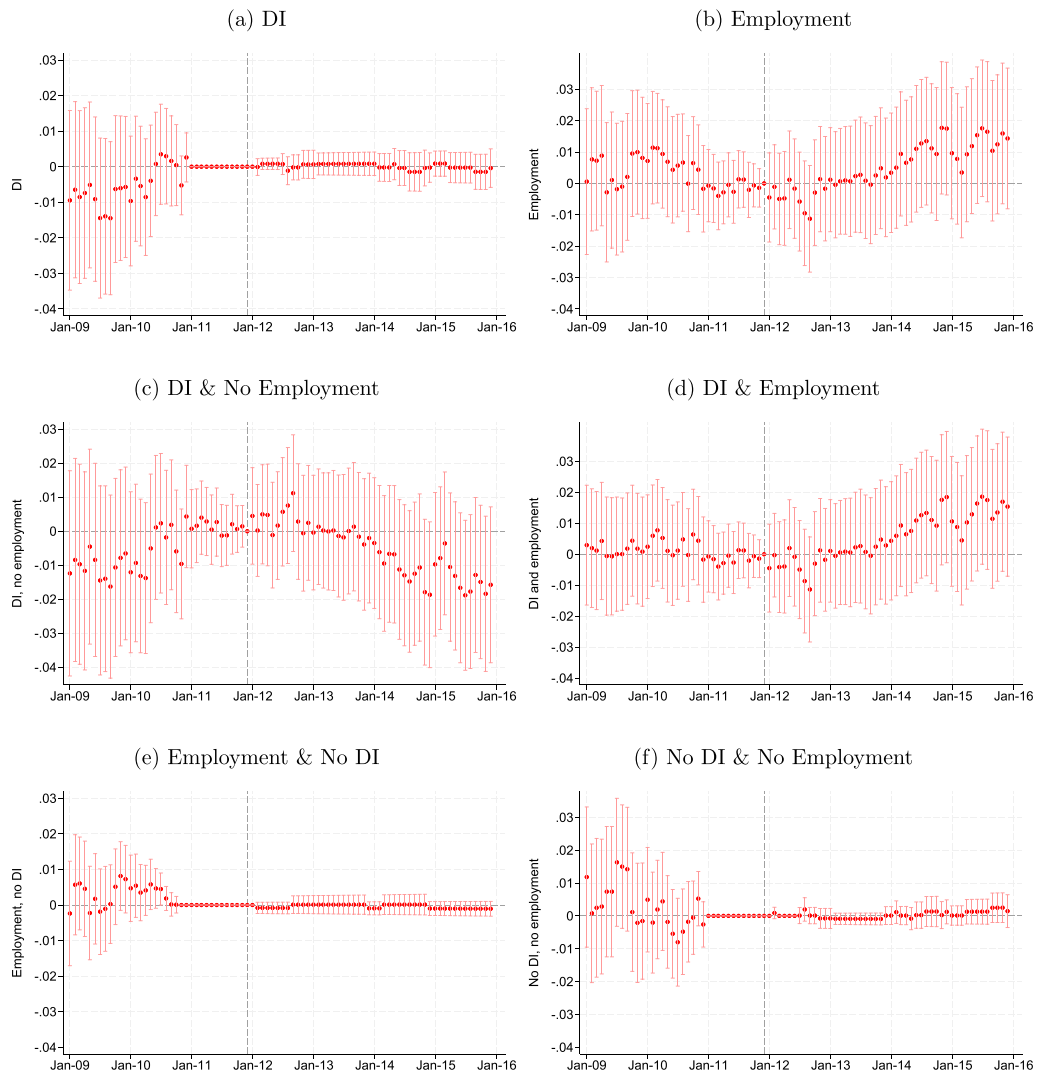 (a) DI
(b) Employment
.03
.02
.01
0
-.01
-.02
-.03
-.04
DI
Jan-09 Jan-10 Jan-11 Jan-12 Jan-13 Jan-14 Jan-15 Jan-16
.03
.02
.01
0
-.01
-.02
-.03
-.04
Employment
Jan-09 Jan-10 Jan-11 Jan-12 Jan-13 Jan-14 Jan-15 Jan-16
(c) DI & No Employment
(d) DI & Employment
.03
.02
.01
0
-.01
-.02
-.03
-.04
DI, no employment
Jan-09 Jan-10 Jan-11 Jan-12 Jan-13 Jan-14 Jan-15 Jan-16
.03
.02
.01
0
-.01
-.02
-.03
-.04
DI and employment
Jan-09 Jan-10 Jan-11 Jan-12 Jan-13 Jan-14 Jan-15 Jan-16
(e) Employment & No DI
(f) No DI & No Employment
.03
.02
.01
0
-.01
-.02
-.03
-.04
Employment, no DI
Jan-09 Jan-10 Jan-11 Jan-12 Jan-13 Jan-14 Jan-15 Jan-16
.03
.02
.01
0
-.01
-.02
-.03
-.04
No DI, no employment
Jan-09 Jan-10 Jan-11 Jan-12 Jan-13 Jan-14 Jan-15 Jan-16